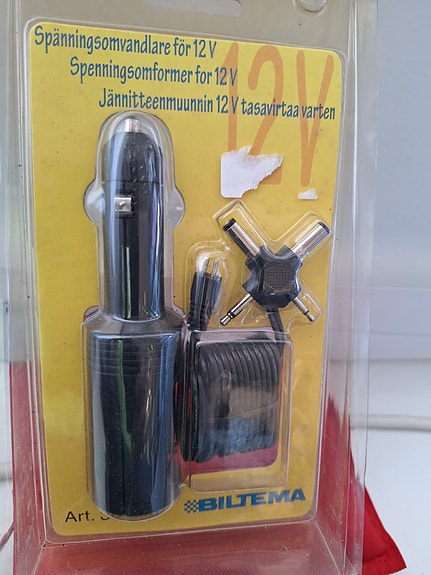 Spänningsomvandlare för 12 V
Spenningsomformer for 12 V
Jännitteenmuunnin 12 V tasavirtaa varten
12V
Art.
BILTEMA